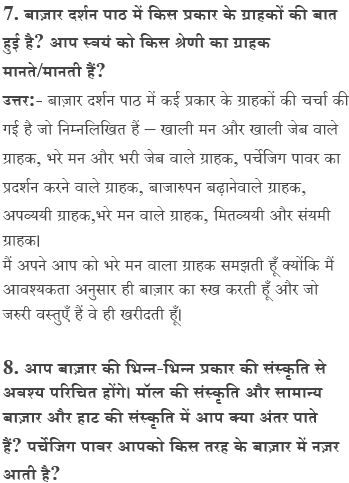 7. बाज़ार दर्शन पाठ में किस प्रकार के ग्राहकों की बात
हुई है? आप स्वयं को किस श्रेणी का ग्राहक
मानते/मानती हैं?
उत्तर:- बाज़ार दर्शन पाठ में कई प्रकार के ग्राहकों की चर्चा की
गई है जो निम्नलिखित हैं – खाली मन और खाली जेब वाले
ग्राहक, भरे मन और भरी जेब वाले ग्राहक, पर्चेजिग पावर का
प्रदर्शन करने वाले ग्राहक, बाजारुपन बढ़ानेवाले ग्राहक,
अपव्ययी ग्राहक,भरे मन वाले ग्राहक, मितव्ययी और संयमी
ग्राहक।
मैं अपने आप को भरे मन वाला ग्राहक समझती हूँ क्योंकि मैं
आवश्यकता अनुसार ही बाज़ार का रुख करती हूँ और जो
जरुरी वस्तुएँ हैं वे ही खरीदती हूँ।
8. आप बाज़ार की भिन्न-भिन्न प्रकार की संस्कृति से
अवश्य परिचित होंगे। मॉल की संस्कृति और सामान्य
बाज़ार और हाट की संस्कृति में आप क्या अंतर पाते
हैं? पर्चेजिग पावर आपको किस तरह के बाज़ार में नज़र
आती है?